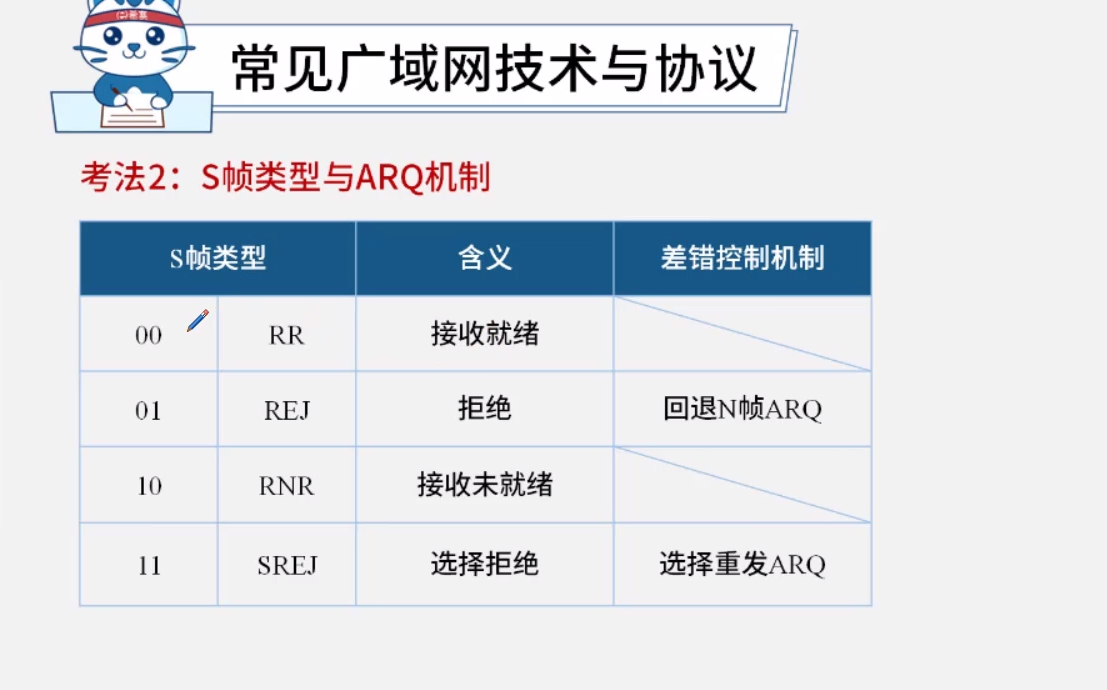 希赛
常见广域网技术与协议
考法2：S帧类型与ARQ机制
S帧类型 含义 差错控制机制
00 RR 接收就绪
01 REJ 拒绝 回退N帧ARQ
10 RNR 接收未就绪
11 SREJ 选择拒绝 选择重发ARQ